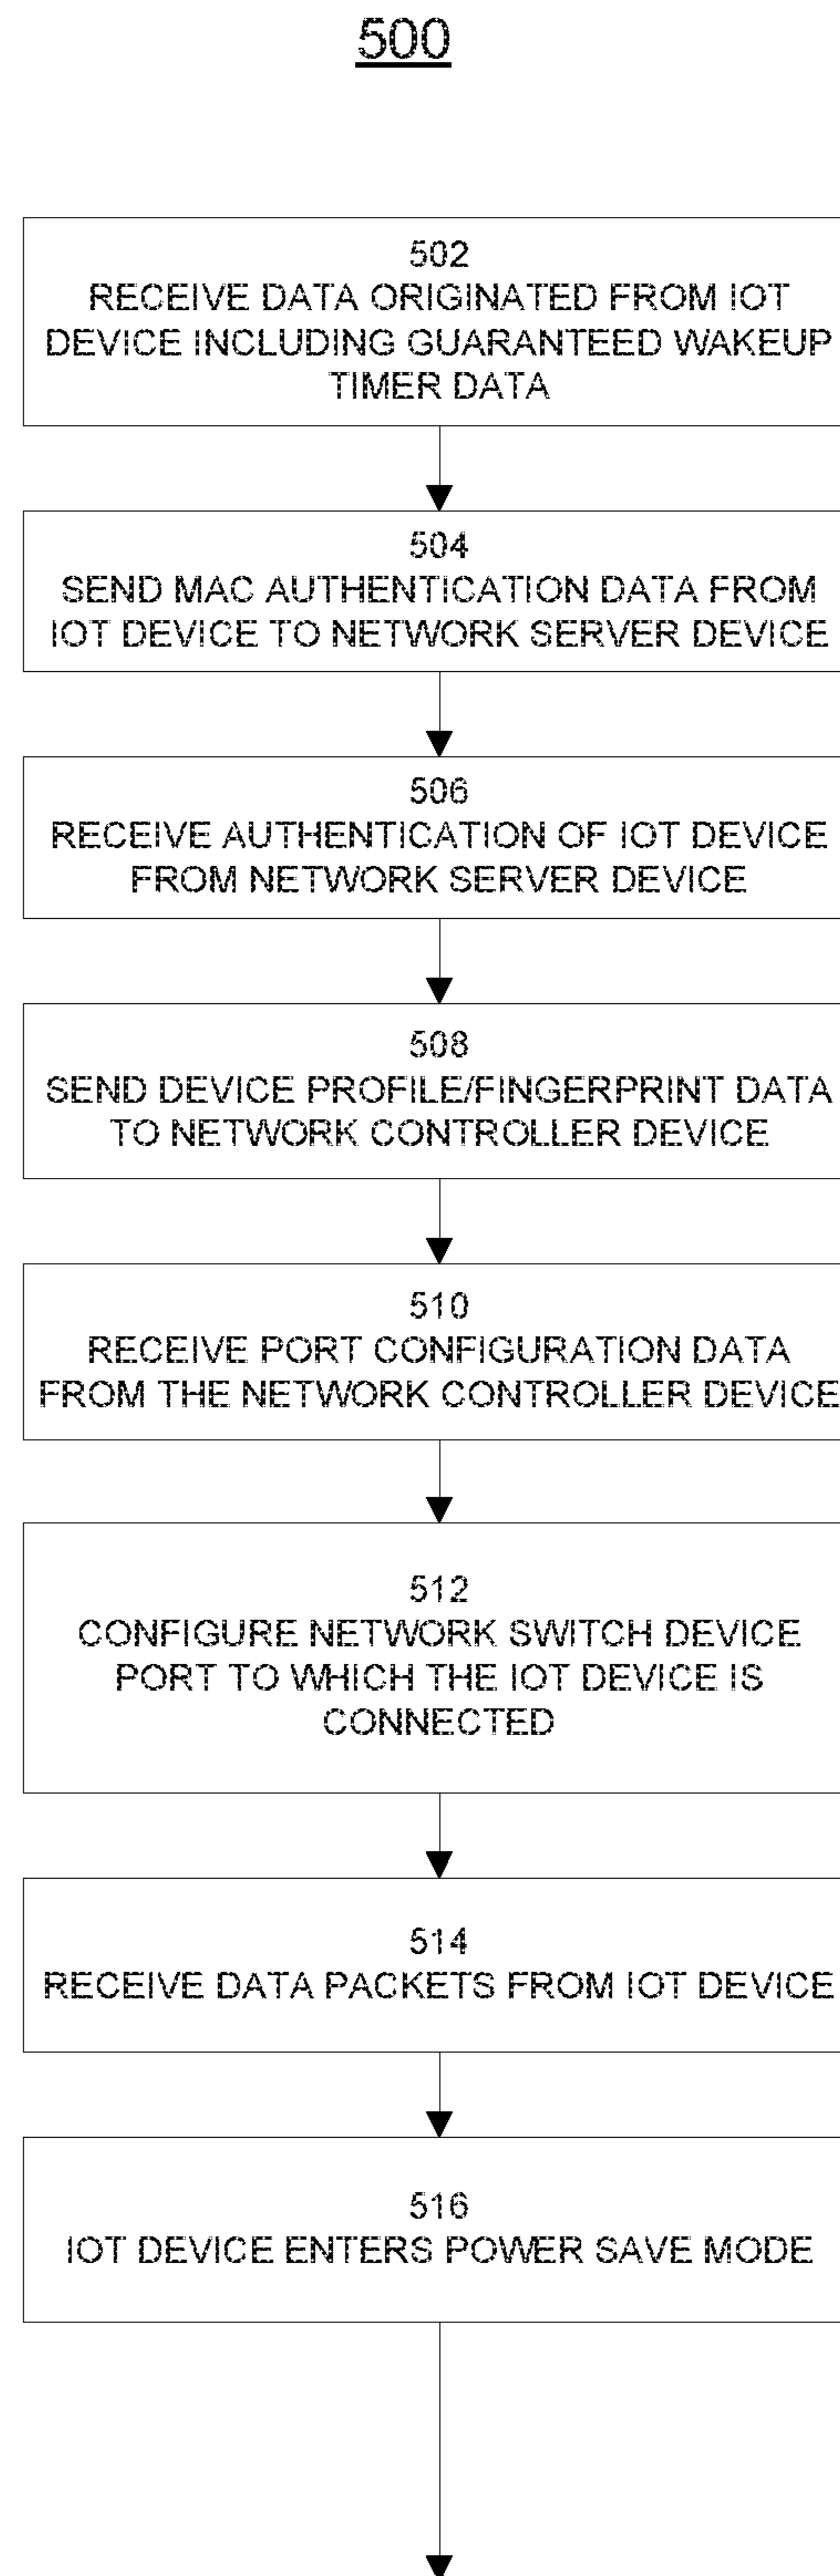 500
502
RECEIVE DATA ORIGINATED FROM IOT
DEVICE INCLUDING GUARANTEED WAKEUP
TIMER DATA
504
SEND MAC AUTHENTICATION DATA FROM
IOT DEVICE TO NETWORK SERVER DEVICE
506
RECEIVE AUTHENTICATION OF IOT DEVICE
FROM NETWORK SERVER DEVICE
508
SEND DEVICE PROFILE/FINGERPRINT DATA
TO NETWORK CONTROLLER DEVICE
510
RECEIVE PORT CONFIGURATION DATA
FROM THE NETWORK CONTROLLER DEVICE
512
CONFIGURE NETWORK SWITCH DEVICE
PORT TO WHICH THE IOT DEVICE IS
CONNECTED
514
RECEIVE DATA PACKETS FROM IOT DEVICE
516
IOT DEVICE ENTERS POWER SAVE MODE